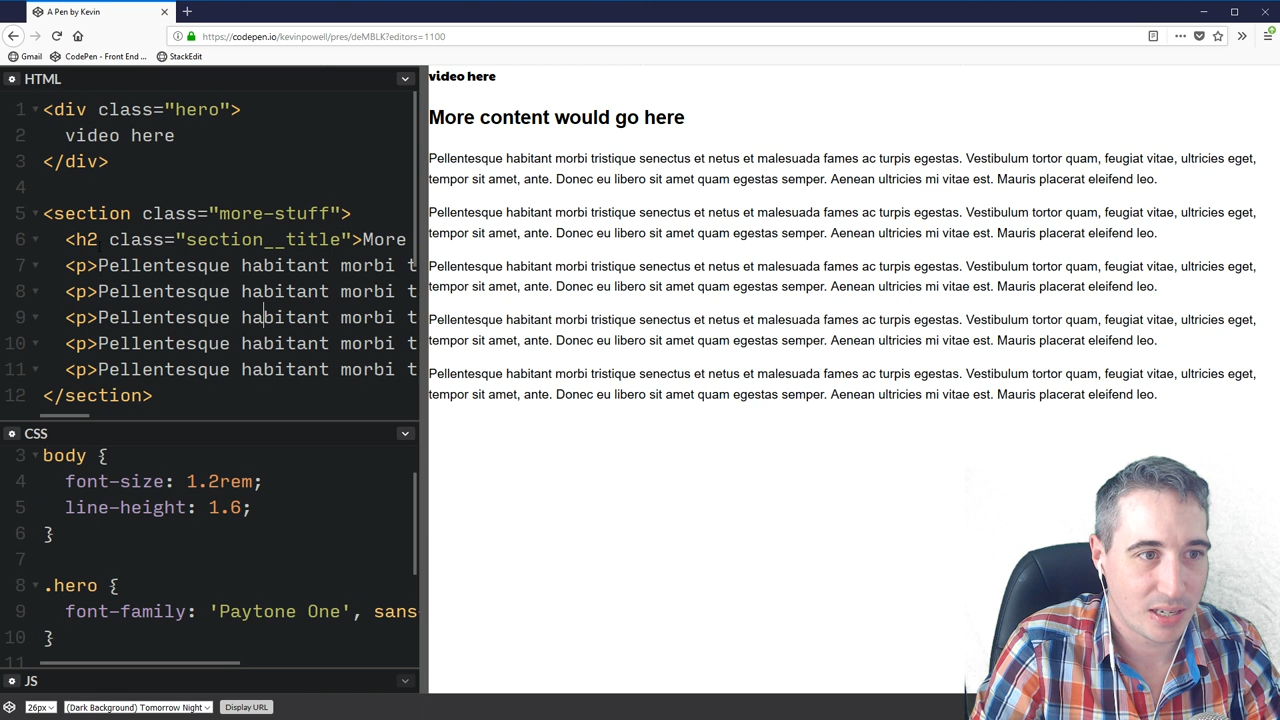 A Pen by Kevin
https://codepen.io/kevinpowell/pres/deMBLK?editors=1100
Gmail
CodePen - Front End ...
StackEdit
HTML
1 <div class="hero">
2 video here
3 </div>
4
5 <section class="more-stuff">
6 <h2 class="section__title">More
7 <p>Pellentesque habitant morbi t
8 <p>Pellentesque habitant morbi t
9 <p>Pellentesque habitant morbi t
10 <p>Pellentesque habitant morbi t
11 <p>Pellentesque habitant morbi t
12 </section>
CSS
3 body {
4 font-size: 1.2rem;
5 line-height: 1.6;
6 }
7
8 .hero {
9 font-family: 'Paytone One', sans-
10 }
11
JS
26px
(Dark Background) Tomorrow Night
Display URL
video here
More content would go here
Pellentesque habitant morbi tristique senectus et netus et malesuada fames ac turpis egestas. Vestibulum tortor quam, feugiat vitae, ultricies eget,
tempor sit amet, ante. Donec eu libero sit amet quam egestas semper. Aenean ultricies mi vitae est. Mauris placerat eleifend leo.
Pellentesque habitant morbi tristique senectus et netus et malesuada fames ac turpis egestas. Vestibulum tortor quam, feugiat vitae, ultricies eget,
tempor sit amet, ante. Donec eu libero sit amet quam egestas semper. Aenean ultricies mi vitae est. Mauris placerat eleifend leo.
Pellentesque habitant morbi tristique senectus et netus et malesuada fames ac turpis egestas. Vestibulum tortor quam, feugiat vitae, ultricies eget,
tempor sit amet, ante. Donec eu libero sit amet quam egestas semper. Aenean ultricies mi vitae est. Mauris placerat eleifend leo.
Pellentesque habitant morbi tristique senectus et netus et malesuada fames ac turpis egestas. Vestibulum tortor quam, feugiat vitae, ultricies eget,
tempor sit amet, ante. Donec eu libero sit amet quam egestas semper. Aenean ultricies mi vitae est. Mauris placerat eleifend leo.
Pellentesque habitant morbi tristique senectus et netus et malesuada fames ac turpis egestas. Vestibulum tortor quam, feugiat vitae, ultricies eget,
tempor sit amet, ante. Donec eu libero sit amet quam egestas semper. Aenean ultricies mi vitae est. Mauris placerat eleifend leo.